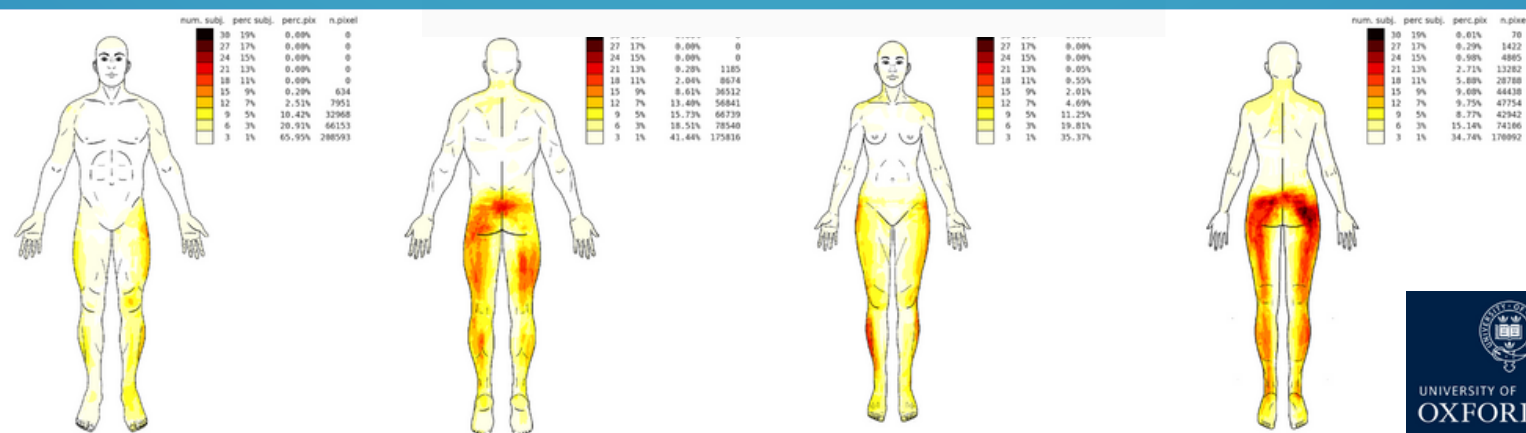 num. subj. perc subj. perc.pix n.pixel
30 19% 0.00% 0
27 17% 0.00% 0
24 15% 0.00% 0
21 13% 0.00% 0
18 11% 0.00% 0
15 9% 0.20% 634
12 7% 2.51% 7951
9 5% 10.42% 32968
6 3% 20.91% 66153
3 1% 65.95% 208593
27 17% 0.00% 0
24 15% 0.00% 0
21 13% 0.28% 1185
18 11% 2.04% 8674
15 9% 8.61% 36512
12 7% 13.40% 56841
9 5% 15.73% 66739
6 3% 18.51% 78540
3 1% 41.44% 175816
27 17% 0.00%
24 15% 0.00%
21 13% 0.05%
18 11% 0.55%
15 9% 2.01%
12 7% 4.69%
9 5% 11.25%
6 3% 19.81%
3 1% 35.37%
num. subj. perc subj. perc.pix n.pixe
30 19% 0.01% 70
27 17% 0.29% 1422
24 15% 0.98% 4805
21 13% 2.71% 13282
18 11% 28788
15 9% 44438
12 7% 9.75% 47754
9 5% 8.77% 42942
6 3% 15.14% 74106
3 1% 34.74% 170092
UNIVERSITY OF
OXFORD